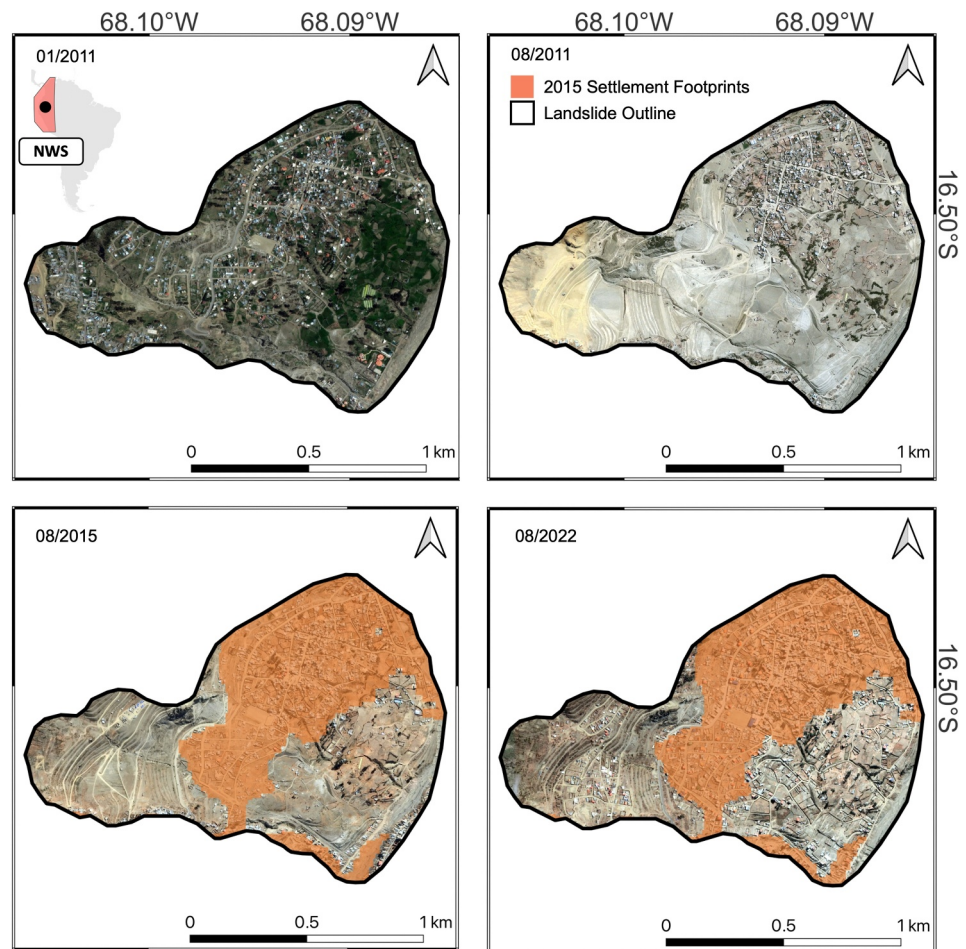 68.10°W 68.09°W 68.10°W 68.09°W
01/2011
NWS
0 0.5 1 km
08/2011
2015 Settlement Footprints
Landslide Outline
16.50°S
0 0.5 1 km
08/2015
0 0.5 1 km
08/2022
16.50°S
0 0.5 1 km